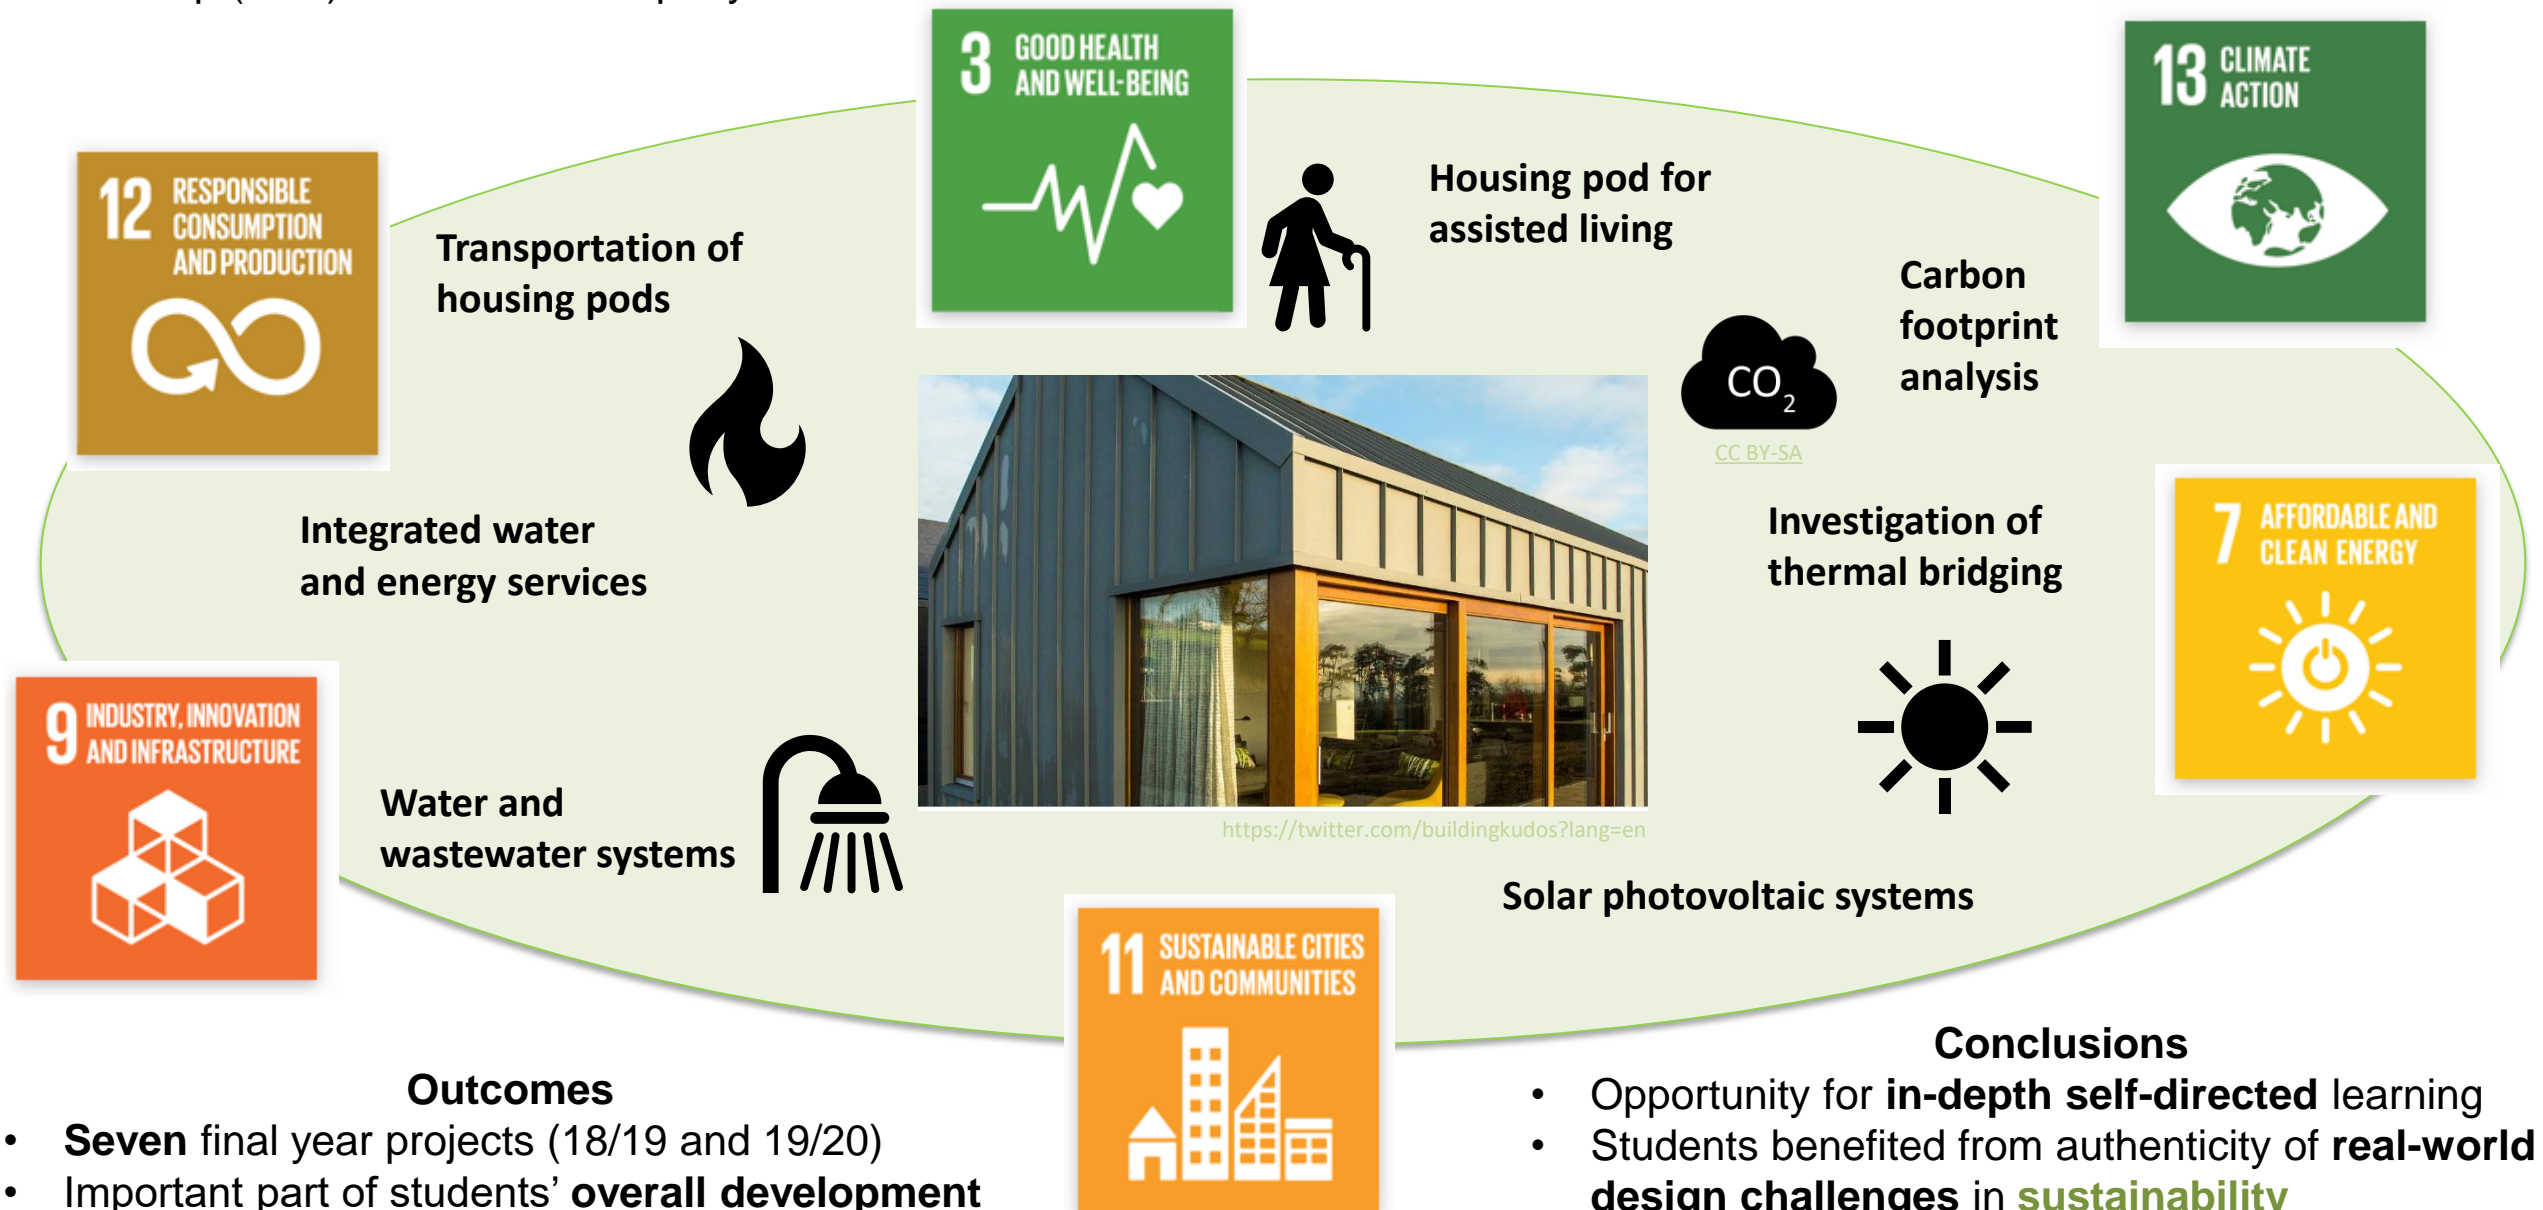 3 GOOD HEALTH
AND WELL-BEING
13 CLIMATE
ACTION
12 RESPONSIBLE
CONSUMPTION
AND PRODUCTION
Transportation of
housing pods
Housing pod for
assisted living
Carbon
footprint
analysis
CO2
CC BY-SA
Integrated water
and energy services
Investigation of
thermal bridging
7 AFFORDABLE AND
CLEAN ENERGY
9 INDUSTRY, INNOVATION
AND INFRASTRUCTURE
Water and
wastewater systems
https://twitter.com/buildingkudos?lang=en
Solar photovoltaic systems
11 SUSTAINABLE CITIES
AND COMMUNITIES
Outcomes
• Seven final year projects (18/19 and 19/20)
• Important part of students’ overall development
Conclusions
• Opportunity for in-depth self-directed learning
• Students benefited from authenticity of real-world
design challenges in sustainability